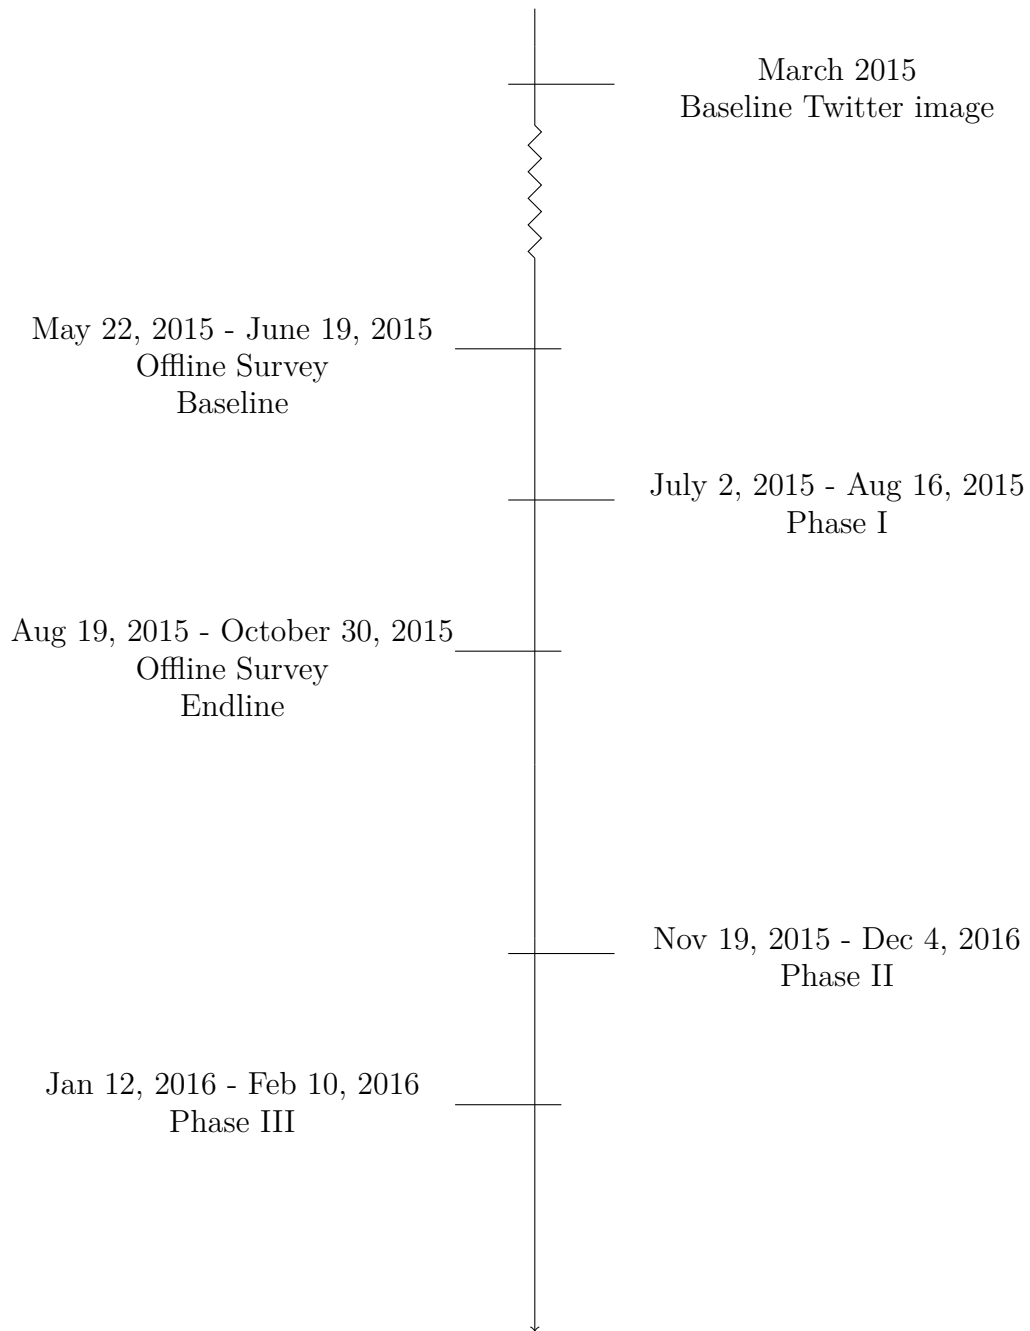 March 2015
Baseline Twitter image
May 22, 2015 - June 19, 2015
Offline Survey
Baseline
July 2, 2015 - Aug 16, 2015
Phase I
Aug 19, 2015 - October 30, 2015
Offline Survey
Endline
Nov 19, 2015 - Dec 4, 2016
Phase II
Jan 12, 2016 - Feb 10, 2016
Phase III